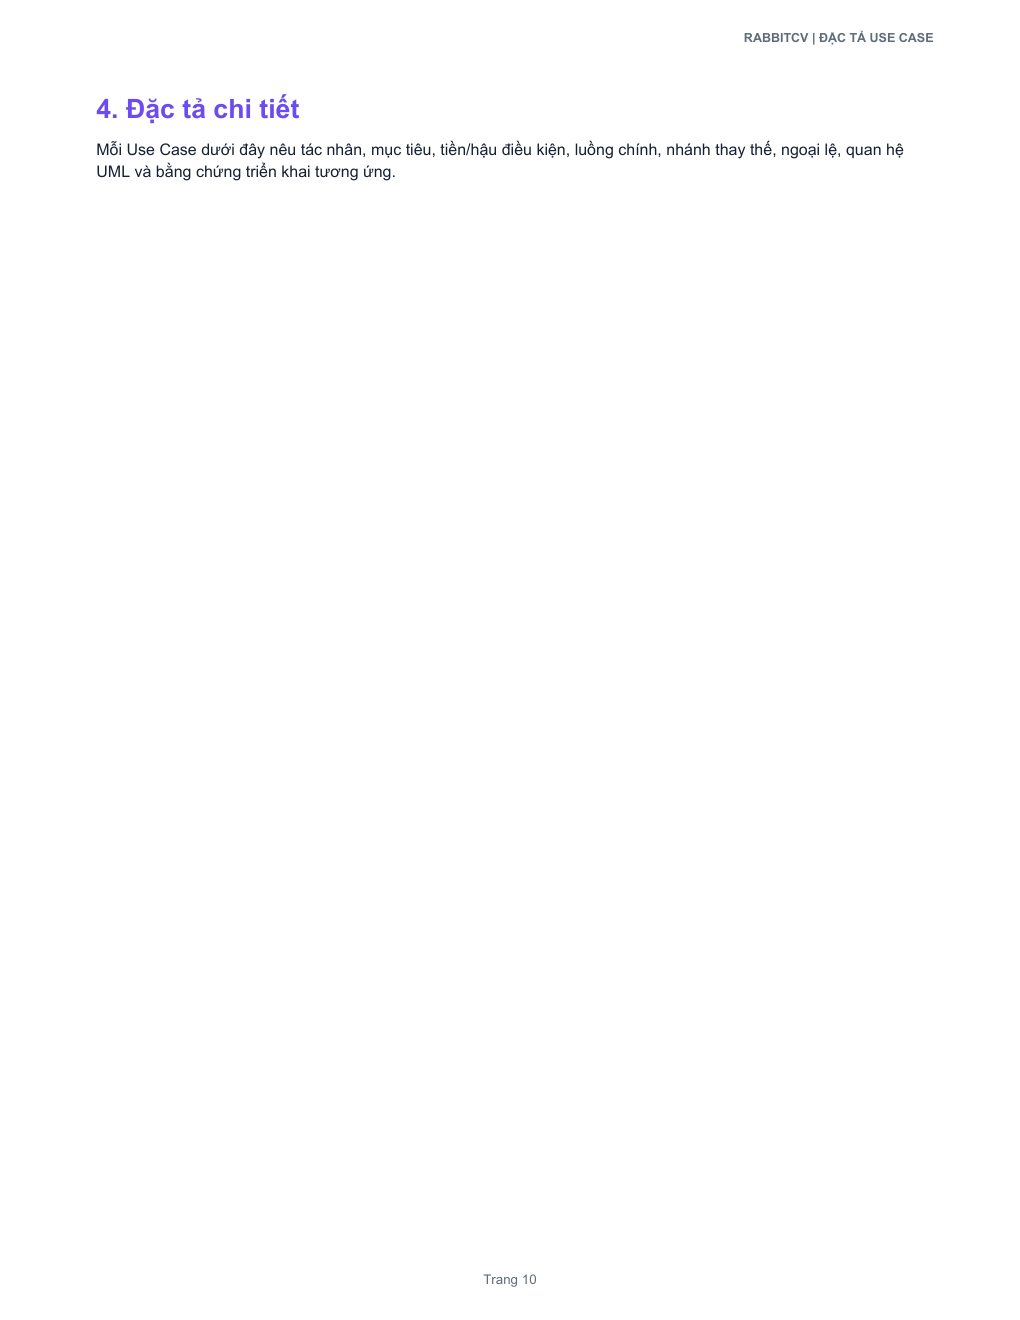 RABBITCV | ĐẶC TẢ USE CASE
4. Đặc tả chi tiết
Mỗi Use Case dưới đây nêu tác nhân, mục tiêu, tiền/hậu điều kiện, luồng chính, nhánh thay thế, ngoại lệ, quan hệ
UML và bằng chứng triển khai tương ứng.
Trang 10